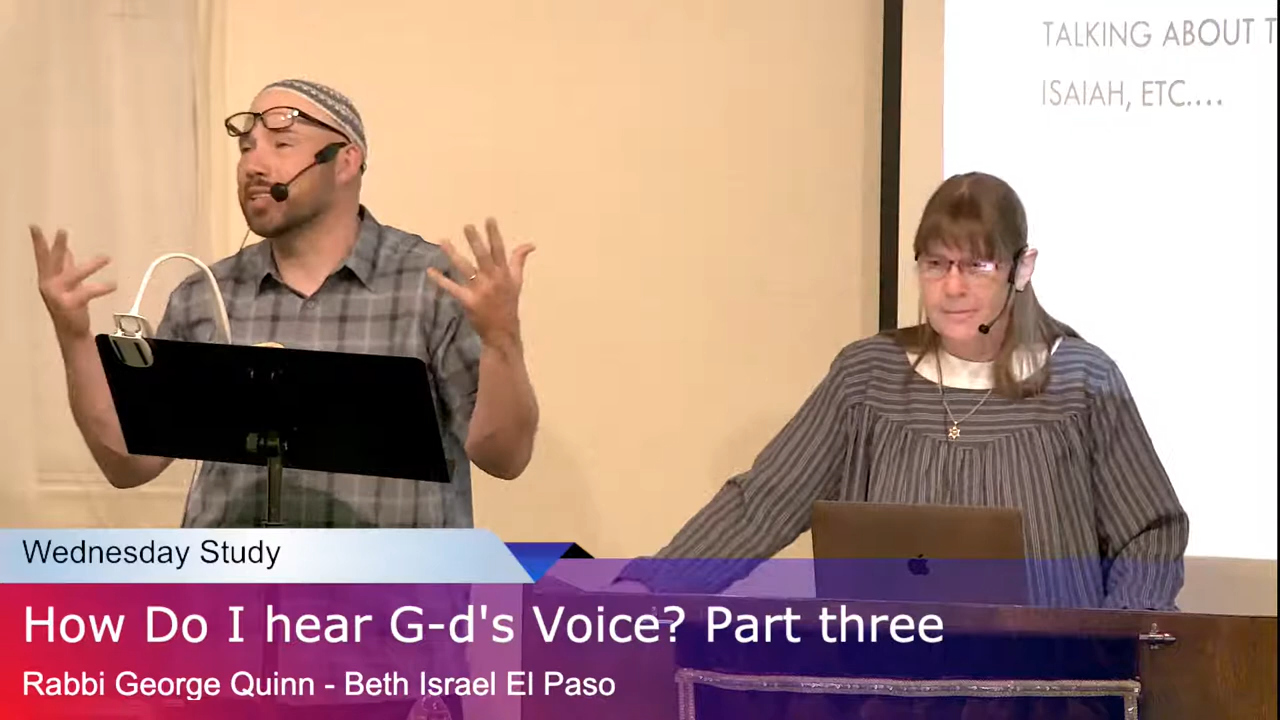 TALKING ABOUT T
ISAIAH, ETC....
Wednesday Study
How Do I hear G-d's Voice? Part three
Rabbi George Quinn - Beth Israel El Paso